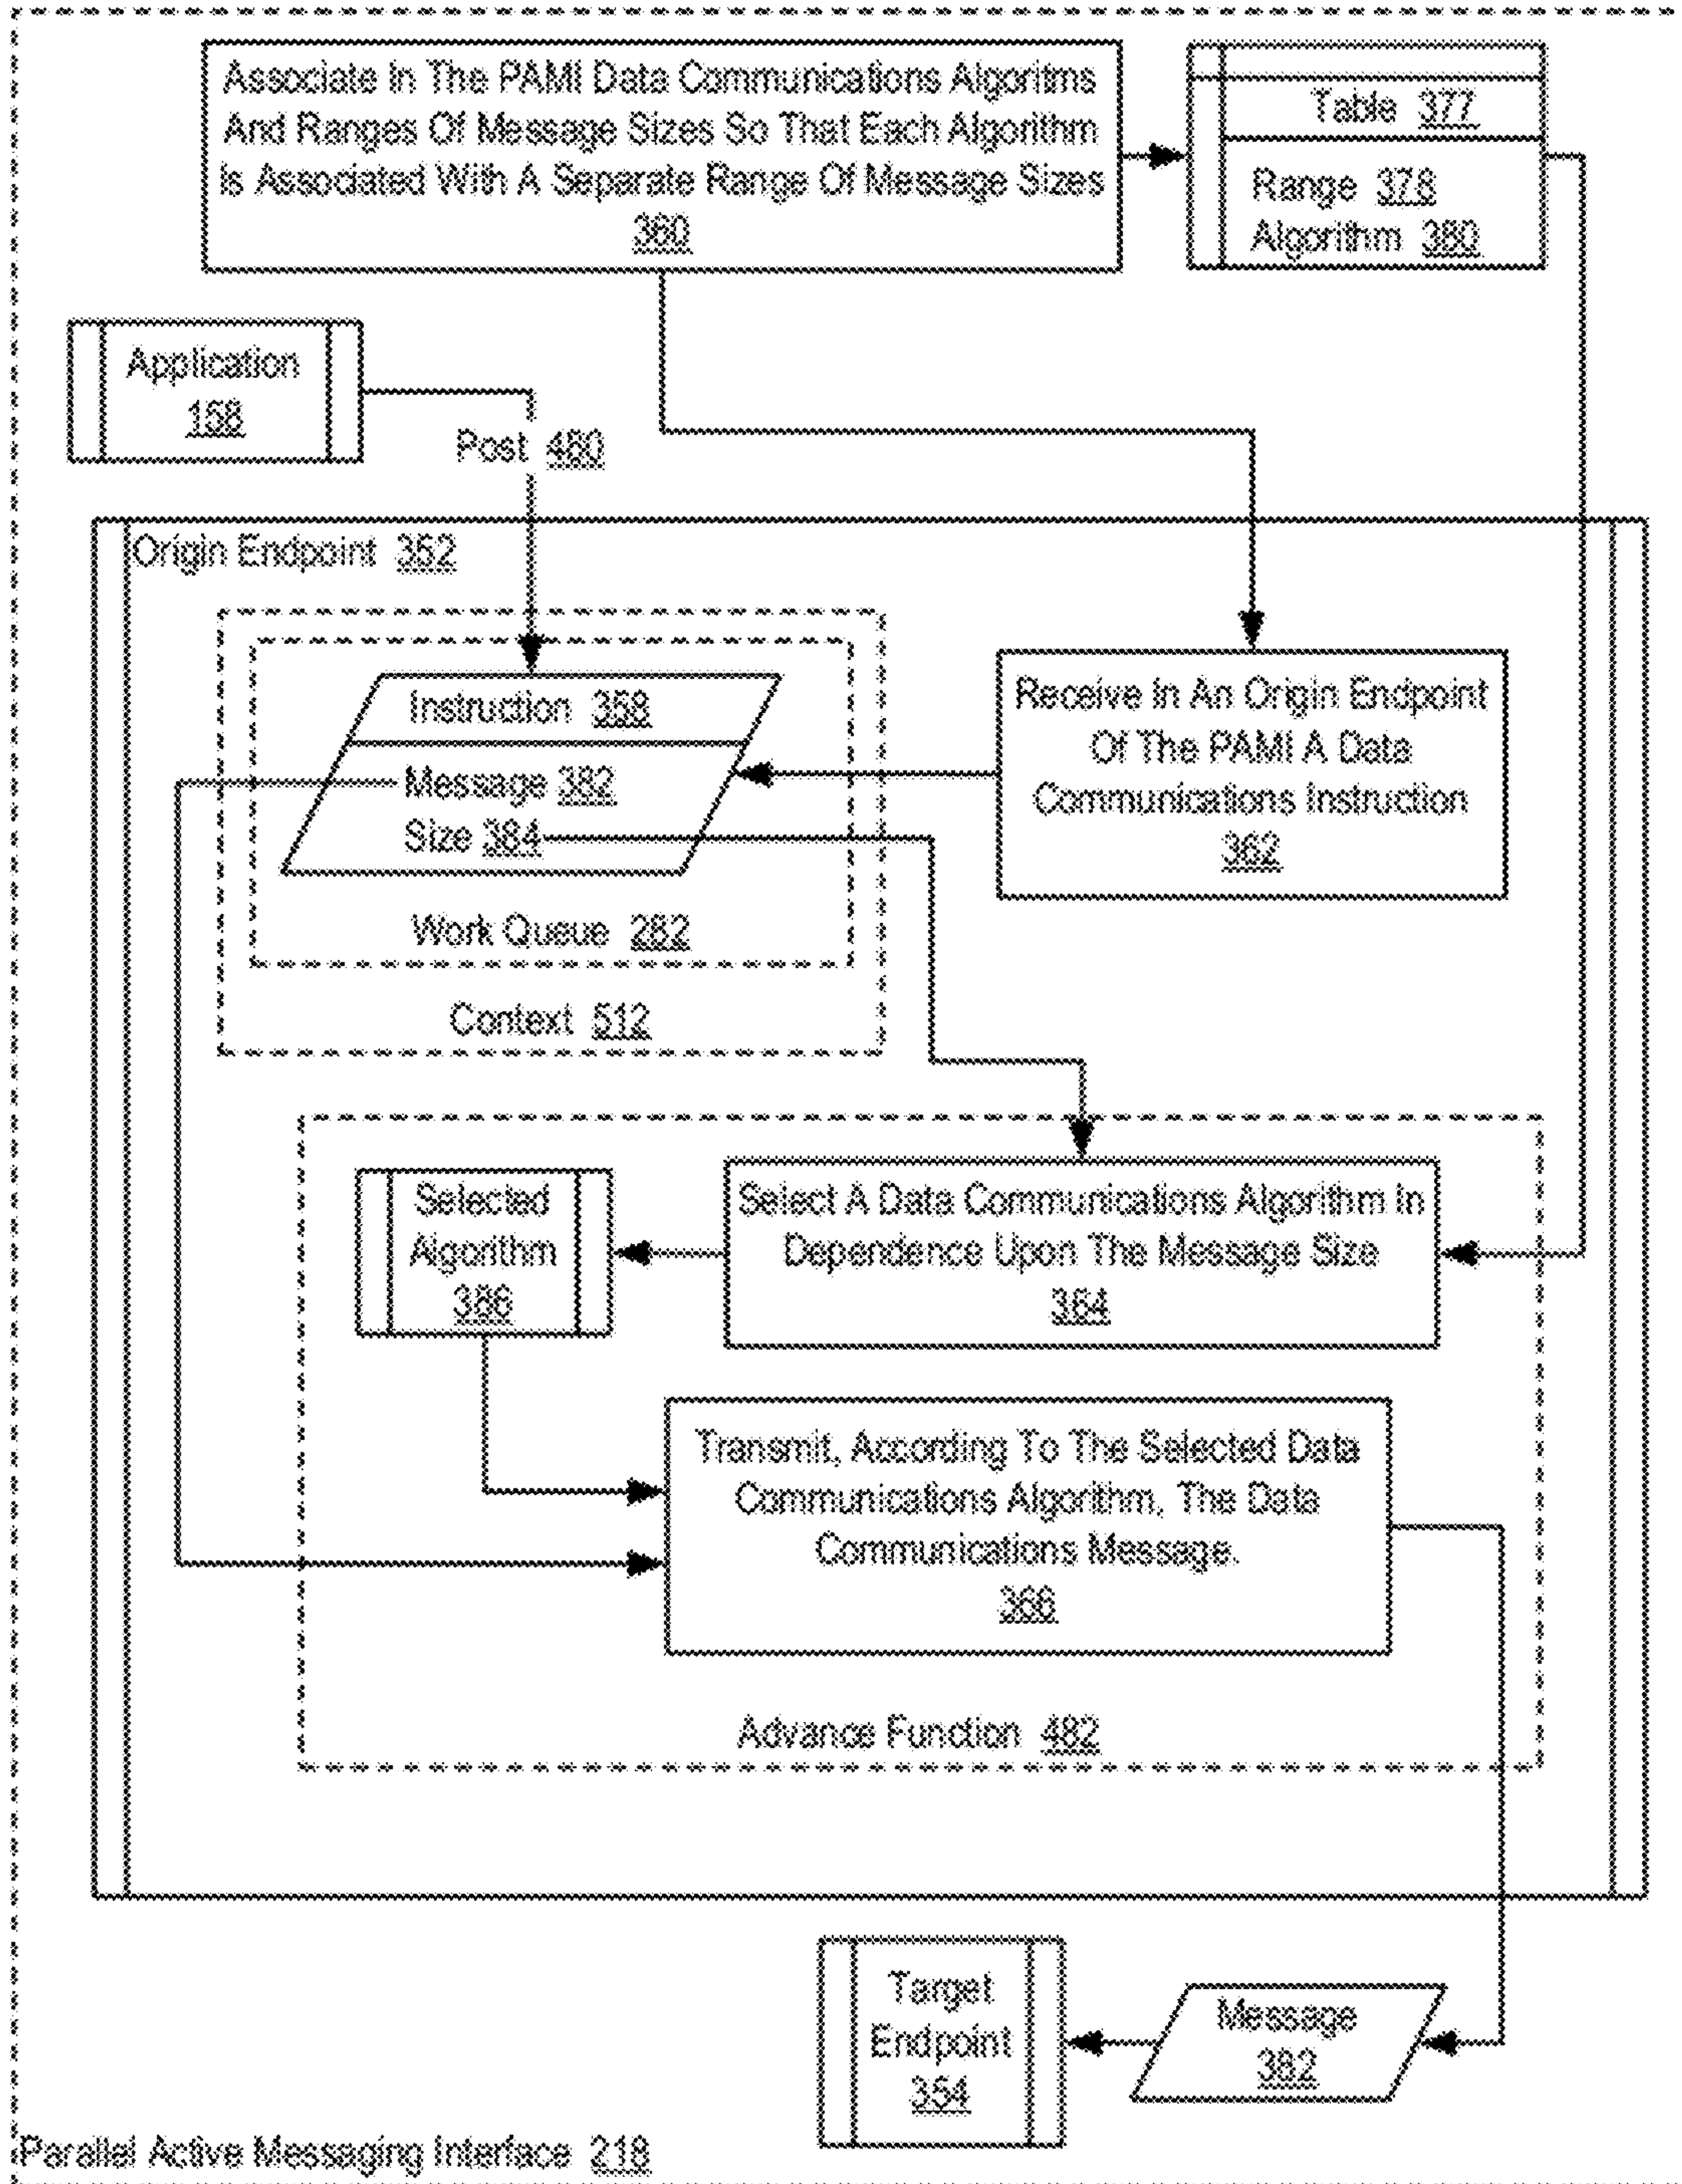 Associate In The PAMI Data Communications Algoritms
And Ranges Of Message Sizes So That Each Algorithm
Is Associated With A Separate Range Of Message Sizes
360
Table 377
Range 378
Algorithm 380
Application
158
Post 480
Origin Endpoint 352
Instruction 358
Message 382
Size 384
Work Queue 282
Context 512
Receive In An Origin Endpoint
Of The PAMI A Data
Communications Instruction
362
Selected
Algorithm
386
Select A Data Communications Algorithm In
Dependence Upon The Message Size
364
Transmit, According To The Selected Data
Communications Algorithm, The Data
Communications Message.
366
Advance Function 482
Target
Endpoint
354
Message
382
Parallel Active Messaging Interface 218